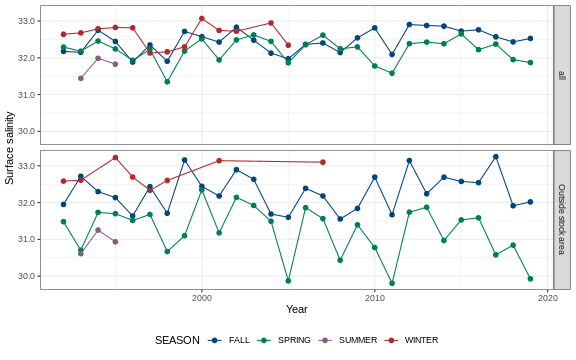 33.0
32.0
31.0
30.0
all
Surface salinity
33.0
32.0
31.0
30.0
Outside stock area
2000
2010
2020
Year
SEASON FALL SPRING SUMMER WINTER